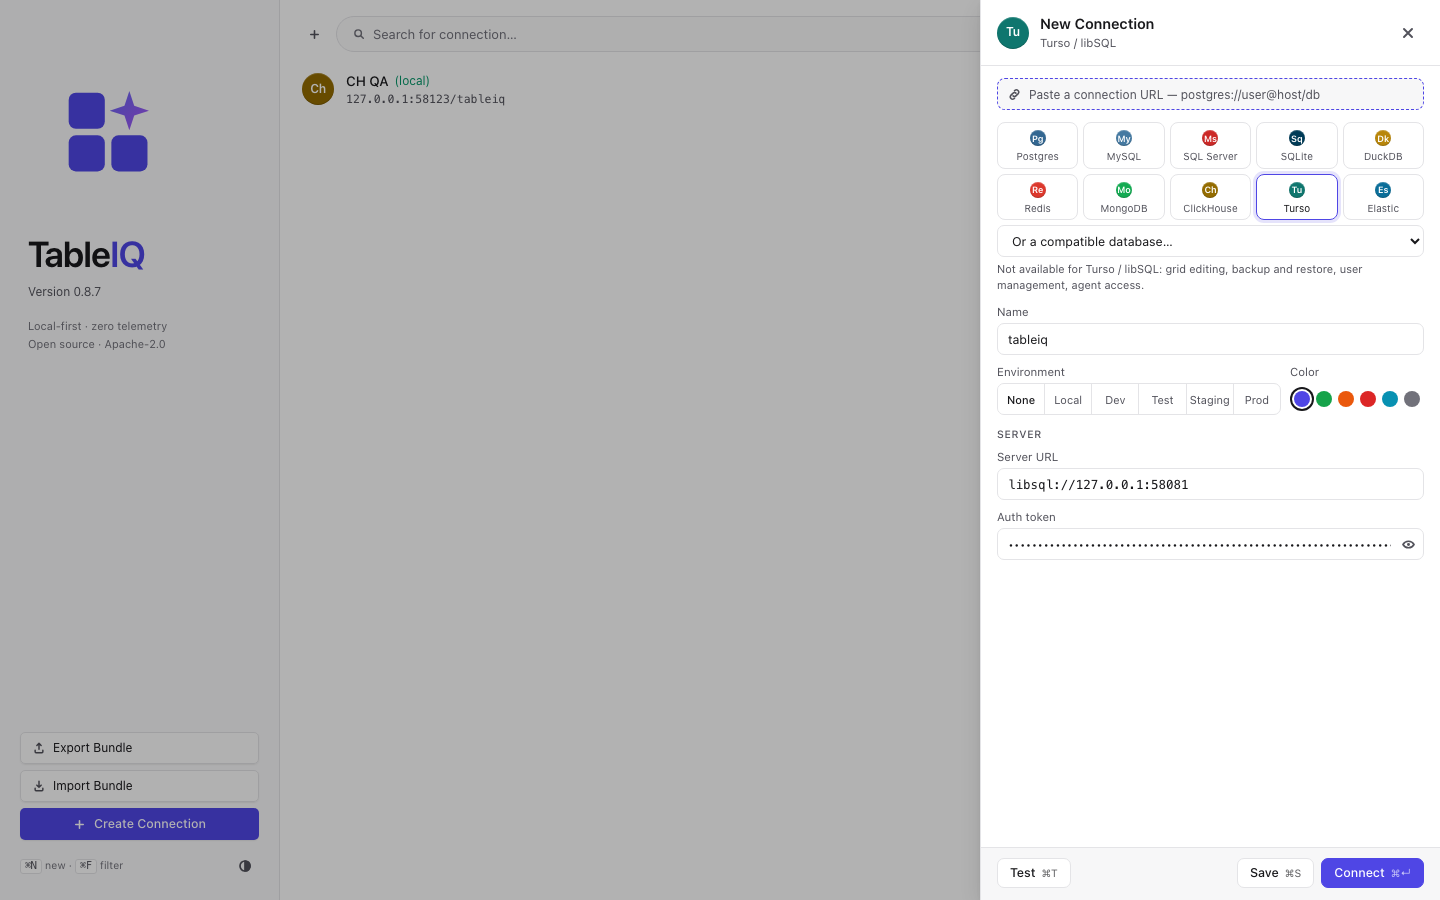 TableIQ
Version 0.8.7
Local-first · zero telemetry
Open source · Apache-2.0
Export Bundle
Import Bundle
+ Create Connection
⌘N new · ⌘F filter
+
Search for connection...
Ch
CH QA (local)
127.0.0.1:58123/tableiq
Tu
New Connection
Turso / libSQL
Paste a connection URL — postgres://user@host/db
Pg My Ms Sq Dk
Postgres MySQL SQL Server SQLite DuckDB
Re Mo Ch Tu Es
Redis MongoDB ClickHouse Turso Elastic
Or a compatible database...
Not available for Turso / libSQL: grid editing, backup and restore, user
management, agent access.
Name
tableiq
Environment Color
None Local Dev Test Staging Prod
SERVER
Server URL
libsql://127.0.0.1:58081
Auth token
Test ⌘T Save ⌘S Connect ⌘↵